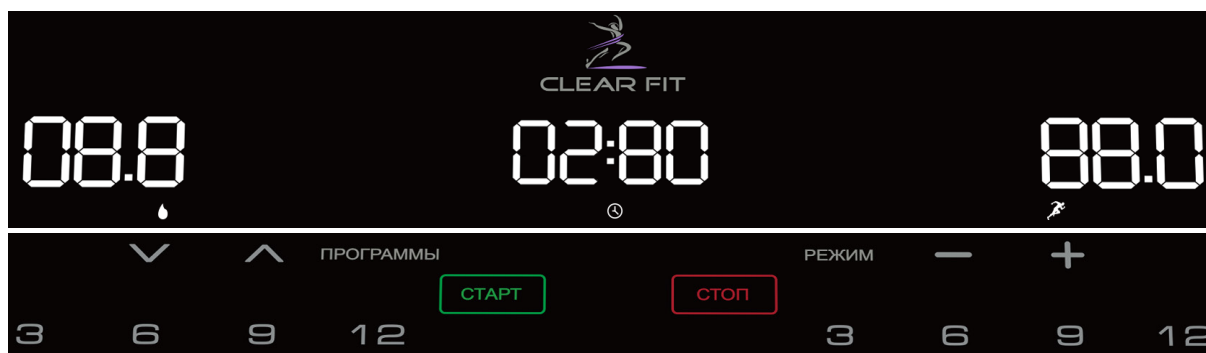 CLEAR FIT
08.8 02:80 88.0
ПРОГРАММЫ РЕЖИМ − +
СТАРТ СТОП
3 6 9 12 3 6 9 12